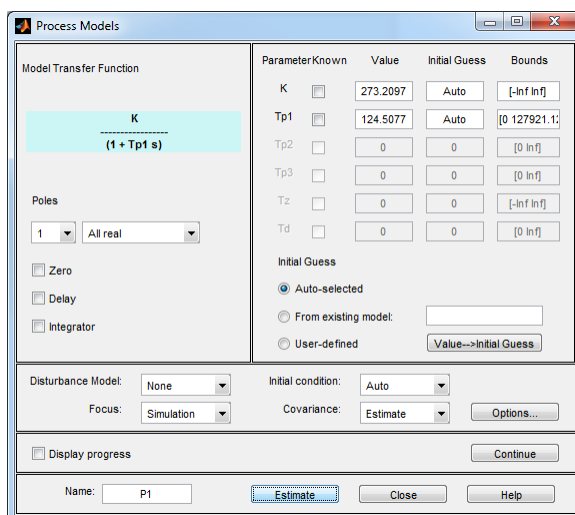 Process Models
Model Transfer Function
K
-----------------
(1 + Tp1 s)
Poles
1 All real
Zero
Delay
Integrator
Parameter Known Value Initial Guess Bounds
K 273.2097 Auto [-Inf Inf]
Tp1 124.5077 Auto [0 127921.12
Tp2 0 0 [0 Inf]
Tp3 0 0 [0 Inf]
Tz 0 0 [-Inf Inf]
Td 0 0 [0 Inf]
Initial Guess
Auto-selected
From existing model:
User-defined Value-->Initial Guess
Disturbance Model: None Initial condition: Auto
Focus: Simulation Covariance: Estimate Options...
Display progress Continue
Name: P1 Estimate Close Help